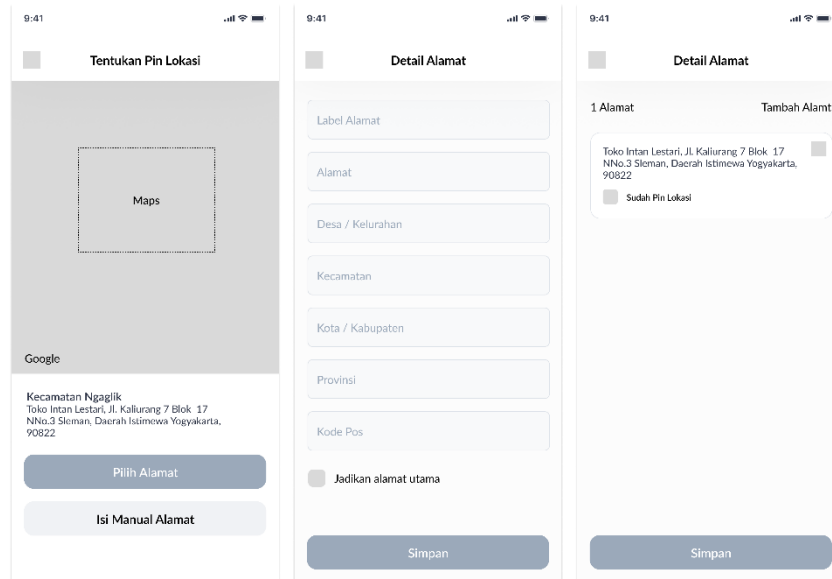 9:41
Tentukan Pin Lokasi
Maps
Google
Kecamatan Ngaglik
Toko Intan Lestari, Jl. Kaliurang 7 Blok 17
NNo.3 Sleman, Daerah Istimewa Yogyakarta,
90822
Pilih Alamat
Isi Manual Alamat
9:41
Detail Alamat
Label Alamat
Alamat
Desa / Kelurahan
Kecamatan
Kota / Kabupaten
Provinsi
Kode Pos
Jadikan alamat utama
Simpan
9:41
Detail Alamat
1 Alamat
Tambah Alamt
Toko Intan Lestari, Jl. Kaliurang 7 Blok 17
NNo.3 Sleman, Daerah Istimewa Yogyakarta,
90822
Sudah Pin Lokasi
Simpan